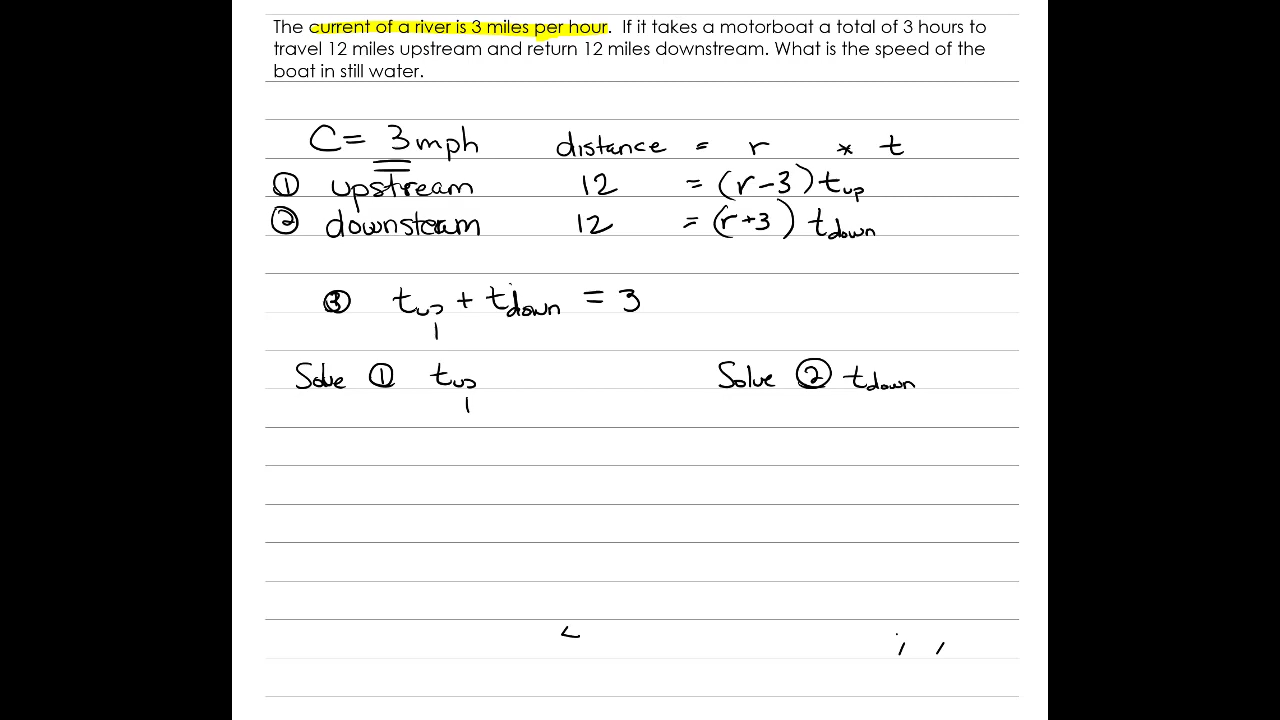 The current of a river is 3 miles per hour. If it takes a motorboat a total of 3 hours to
travel 12 miles upstream and return 12 miles downstream. What is the speed of the
boat in still water.
C = 3mph distance = r * t
① upstream 12 = (r-3) t_up
② downsteram 12 = (r+3) t_down
③ t_up + t_down = 3
Solve ① t_up Solve ② t_down